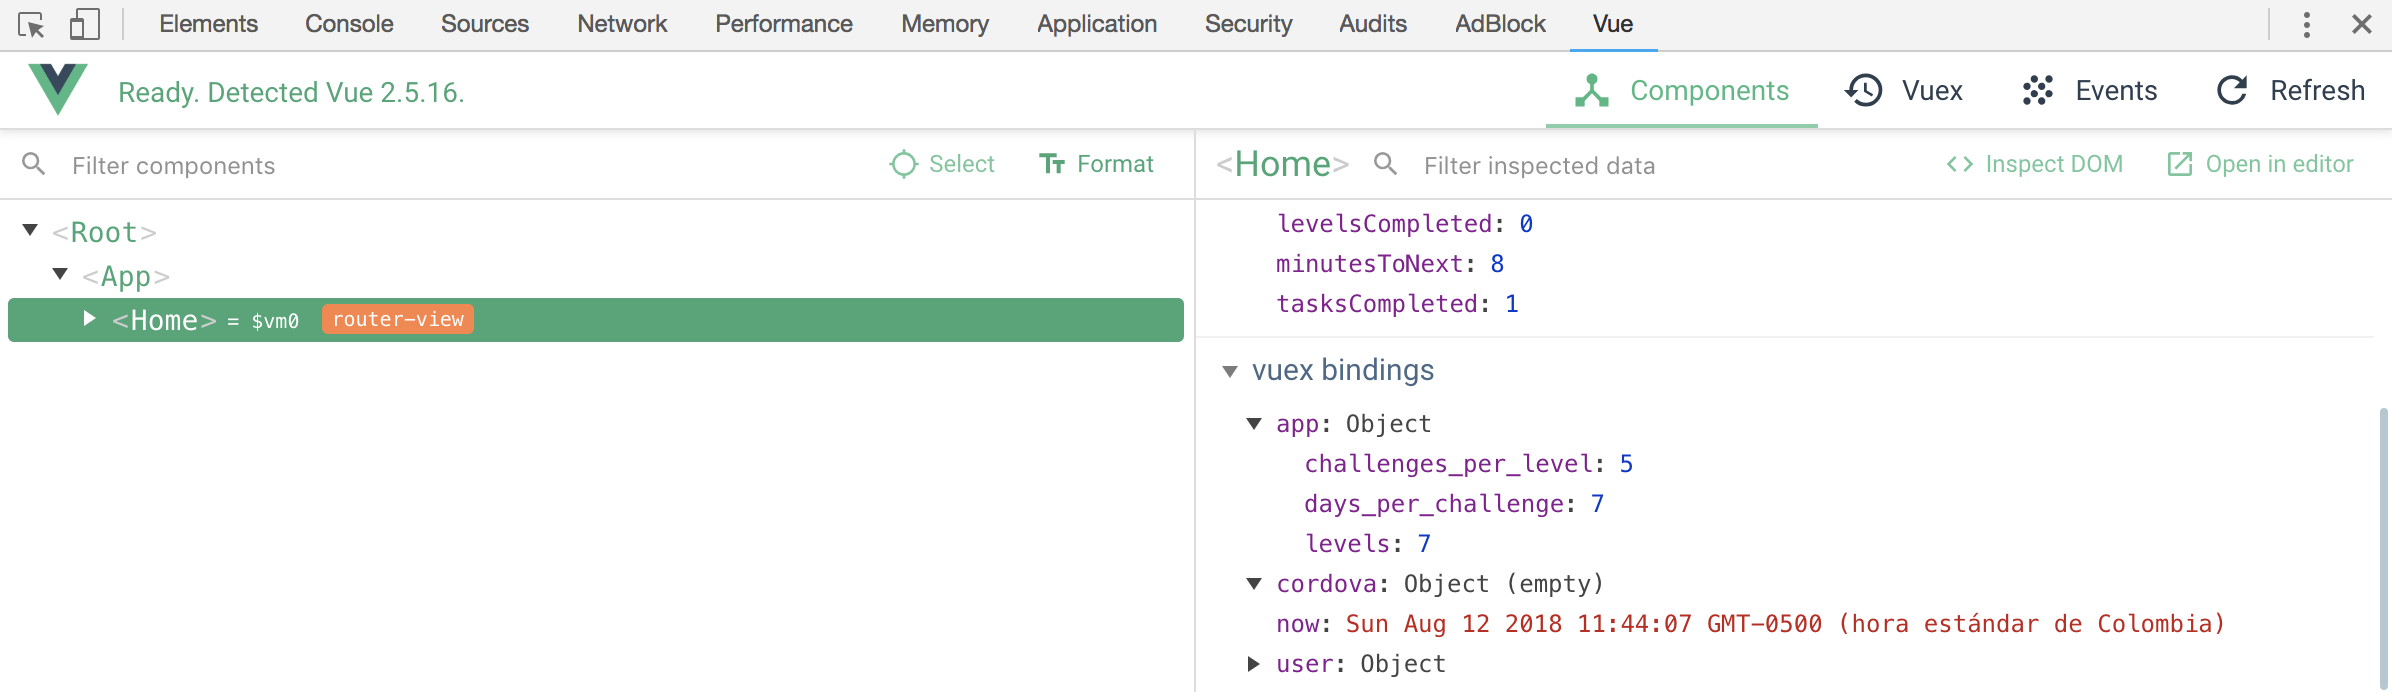 Elements Console Sources Network Performance Memory Application Security Audits AdBlock Vue
Ready. Detected Vue 2.5.16. Components Vuex Events Refresh
Filter components Select Format
<Home> Filter inspected data Inspect DOM Open in editor
<Root>
<App>
<Home> = $vm0 router-view
levelsCompleted: 0
minutesToNext: 8
tasksCompleted: 1
vuex bindings
app: Object
challenges_per_level: 5
days_per_challenge: 7
levels: 7
cordova: Object (empty)
now: Sun Aug 12 2018 11:44:07 GMT-0500 (hora estándar de Colombia)
user: Object